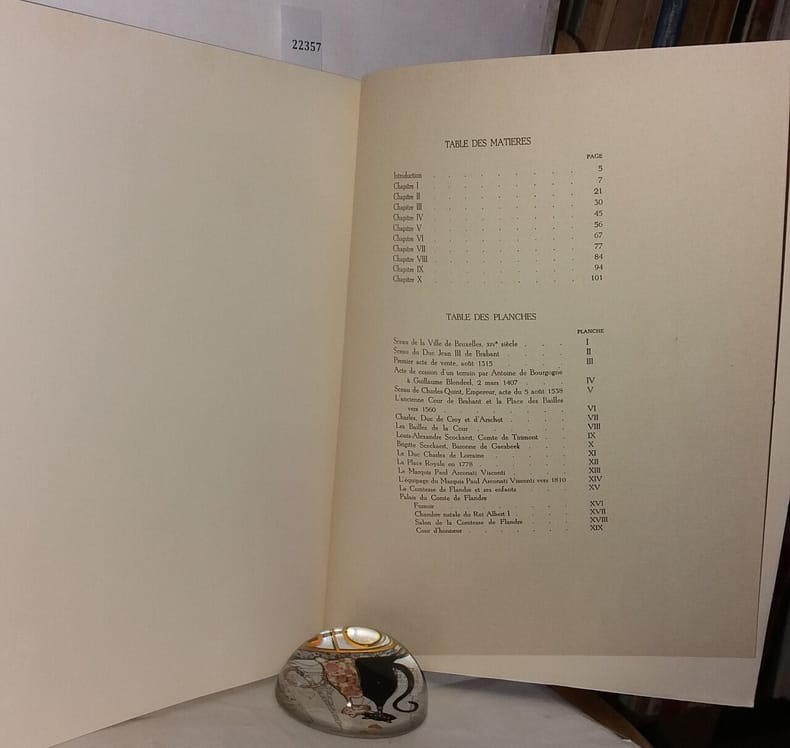 22357
TABLE DES MATIERES
PAGE
Introduction . . . . . . . . . . 5
Chapitre I . . . . . . . . . . 7
Chapitre II . . . . . . . . . . 21
Chapitre III . . . . . . . . . . 30
Chapitre IV . . . . . . . . . . 45
Chapitre V . . . . . . . . . . 56
Chapitre VI . . . . . . . . . . 67
Chapitre VII . . . . . . . . . . 77
Chapitre VIII . . . . . . . . . . 84
Chapitre IX . . . . . . . . . . 94
Chapitre X . . . . . . . . . . 101
TABLE DES PLANCHES
PLANCHE
Sceau de la Ville de Bruxelles, XIVe siècle . . . I
Sceau du Duc Jean III de Brabant . . . . II
Premier acte de vente, août 1315 . . . . III
Acte de cession d'un terrain par Antoine de Bourgogne
à Guillaume Blondeel, 2 mars 1407 . . . . IV
Sceau de Charles Quint, Empereur, acte du 5 août 1538 V
L'ancienne Cour de Brabant et la Place des Bailles
vers 1560 . . . . . . . VI
Charles, Duc de Croy et d'Arschot . . . . VII
Les Bailles de la Cour . . . . . . VIII
Louis-Alexandre Scockaert, Comte de Tirimont . . IX
Brigitte Scockaert, Baronne de Gaesbeek . . . X
Le Duc Charles de Lorraine . . . . . XI
La Place Royale en 1778 . . . . . XII
Le Marquis Paul Arconati Visconti . . . . XIII
L'équipage du Marquis Paul Arconati Visconti vers 1810 XIV
La Comtesse de Flandre et ses enfants . . . XV
Palais du Comte de Flandre
Fumoir . . . . . . . XVI
Chambre natale du Roi Albert I . . . . XVII
Salon de la Comtesse de Flandre . . . XVIII
Cour d'honneur . . . . . . XIX